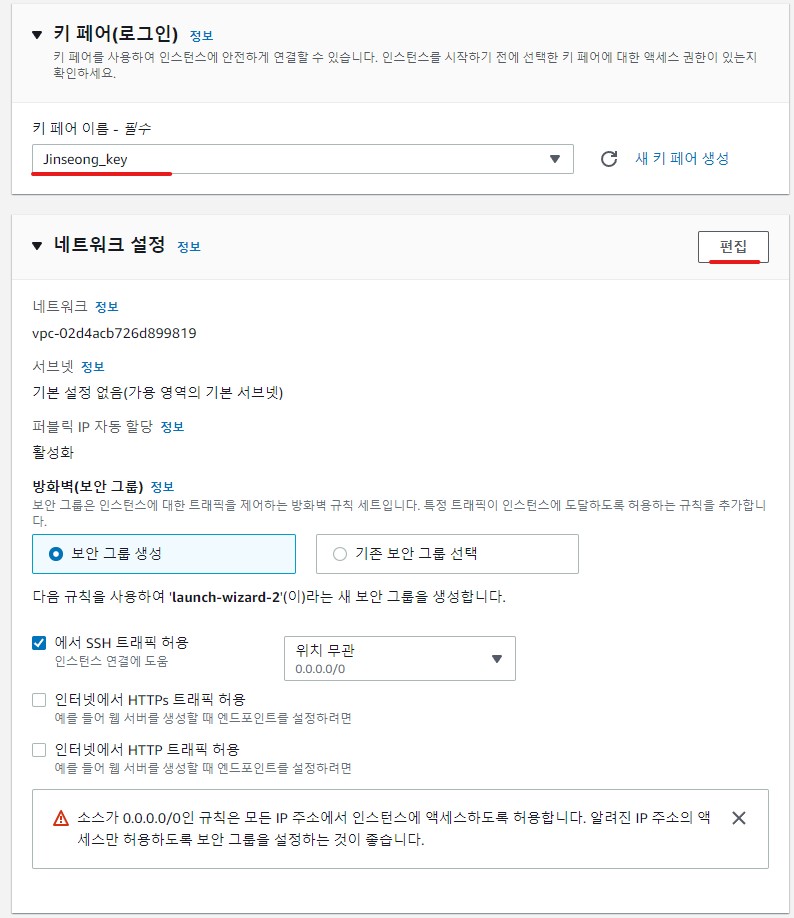 키 페어(로그인) 정보
키 페어를 사용하여 인스턴스에 안전하게 연결할 수 있습니다. 인스턴스를 시작하기 전에 선택한 키 페어에 대한 액세스 권한이 있는지
확인하세요.
키 페어 이름 - 필수
Jinseong_key
새 키 페어 생성
네트워크 설정 정보
편집
네트워크 정보
vpc-02d4acb726d899819
서브넷 정보
기본 설정 없음(가용 영역의 기본 서브넷)
퍼블릭 IP 자동 할당 정보
활성화
방화벽(보안 그룹) 정보
보안 그룹은 인스턴스에 대한 트래픽을 제어하는 방화벽 규칙 세트입니다. 특정 트래픽이 인스턴스에 도달하도록 허용하는 규칙을 추가합니
다.
보안 그룹 생성
기존 보안 그룹 선택
다음 규칙을 사용하여 'launch-wizard-2'(이)라는 새 보안 그룹을 생성합니다.
에서 SSH 트래픽 허용
인스턴스 연결에 도움
위치 무관
0.0.0.0/0
인터넷에서 HTTPs 트래픽 허용
예를 들어 웹 서버를 생성할 때 엔드포인트를 설정하려면
인터넷에서 HTTP 트래픽 허용
예를 들어 웹 서버를 생성할 때 엔드포인트를 설정하려면
소스가 0.0.0.0/0인 규칙은 모든 IP 주소에서 인스턴스에 액세스하도록 허용합니다. 알려진 IP 주소의 액
세스만 허용하도록 보안 그룹을 설정하는 것이 좋습니다.